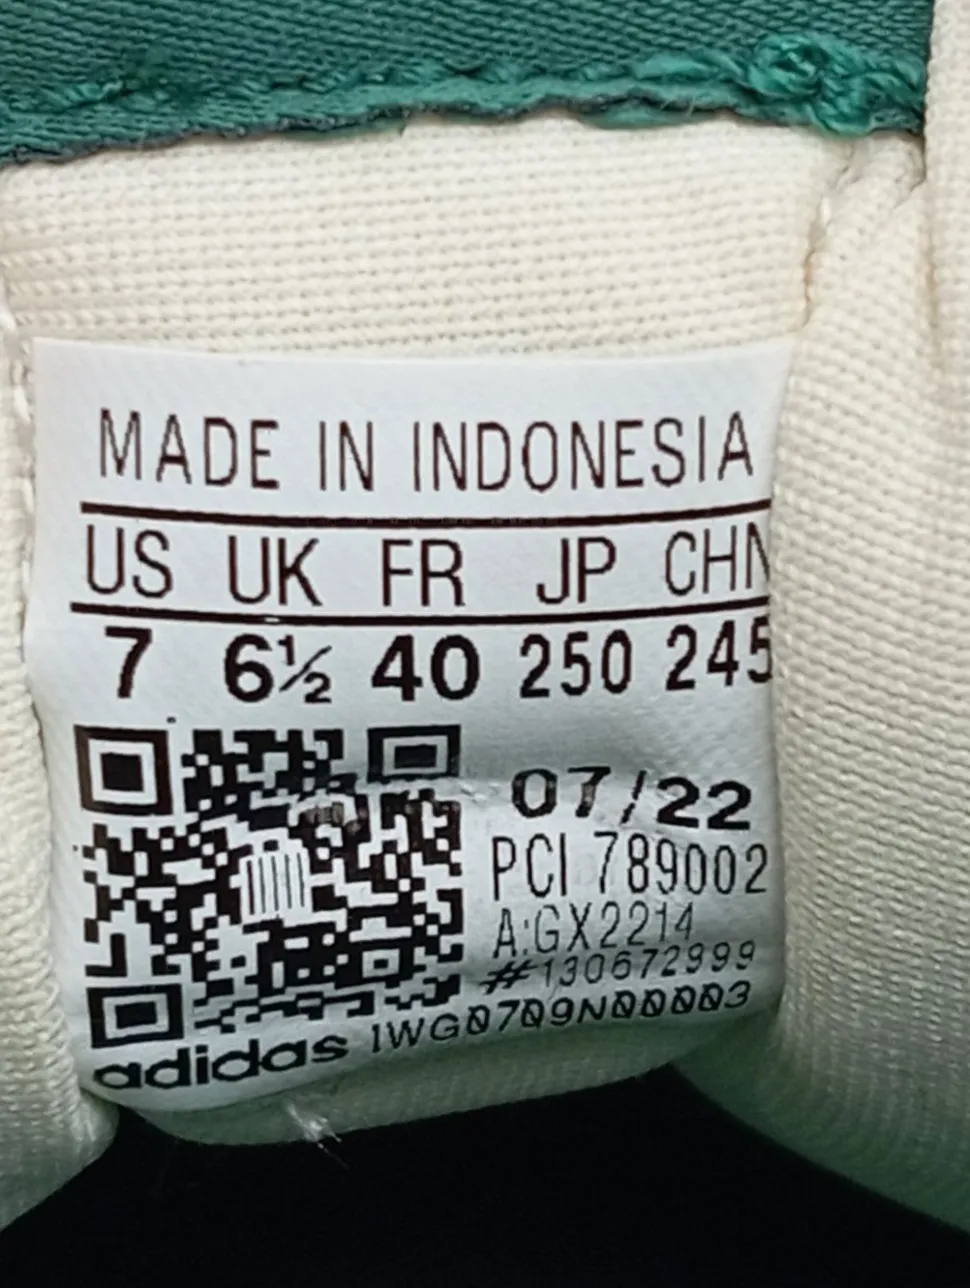 MADE IN INDONESIA
US UK FR JP CHN
7 6½ 40 250 245
07/22
PCI 789002
A:GX2214
#130672999
adidas 1WG0709N00003